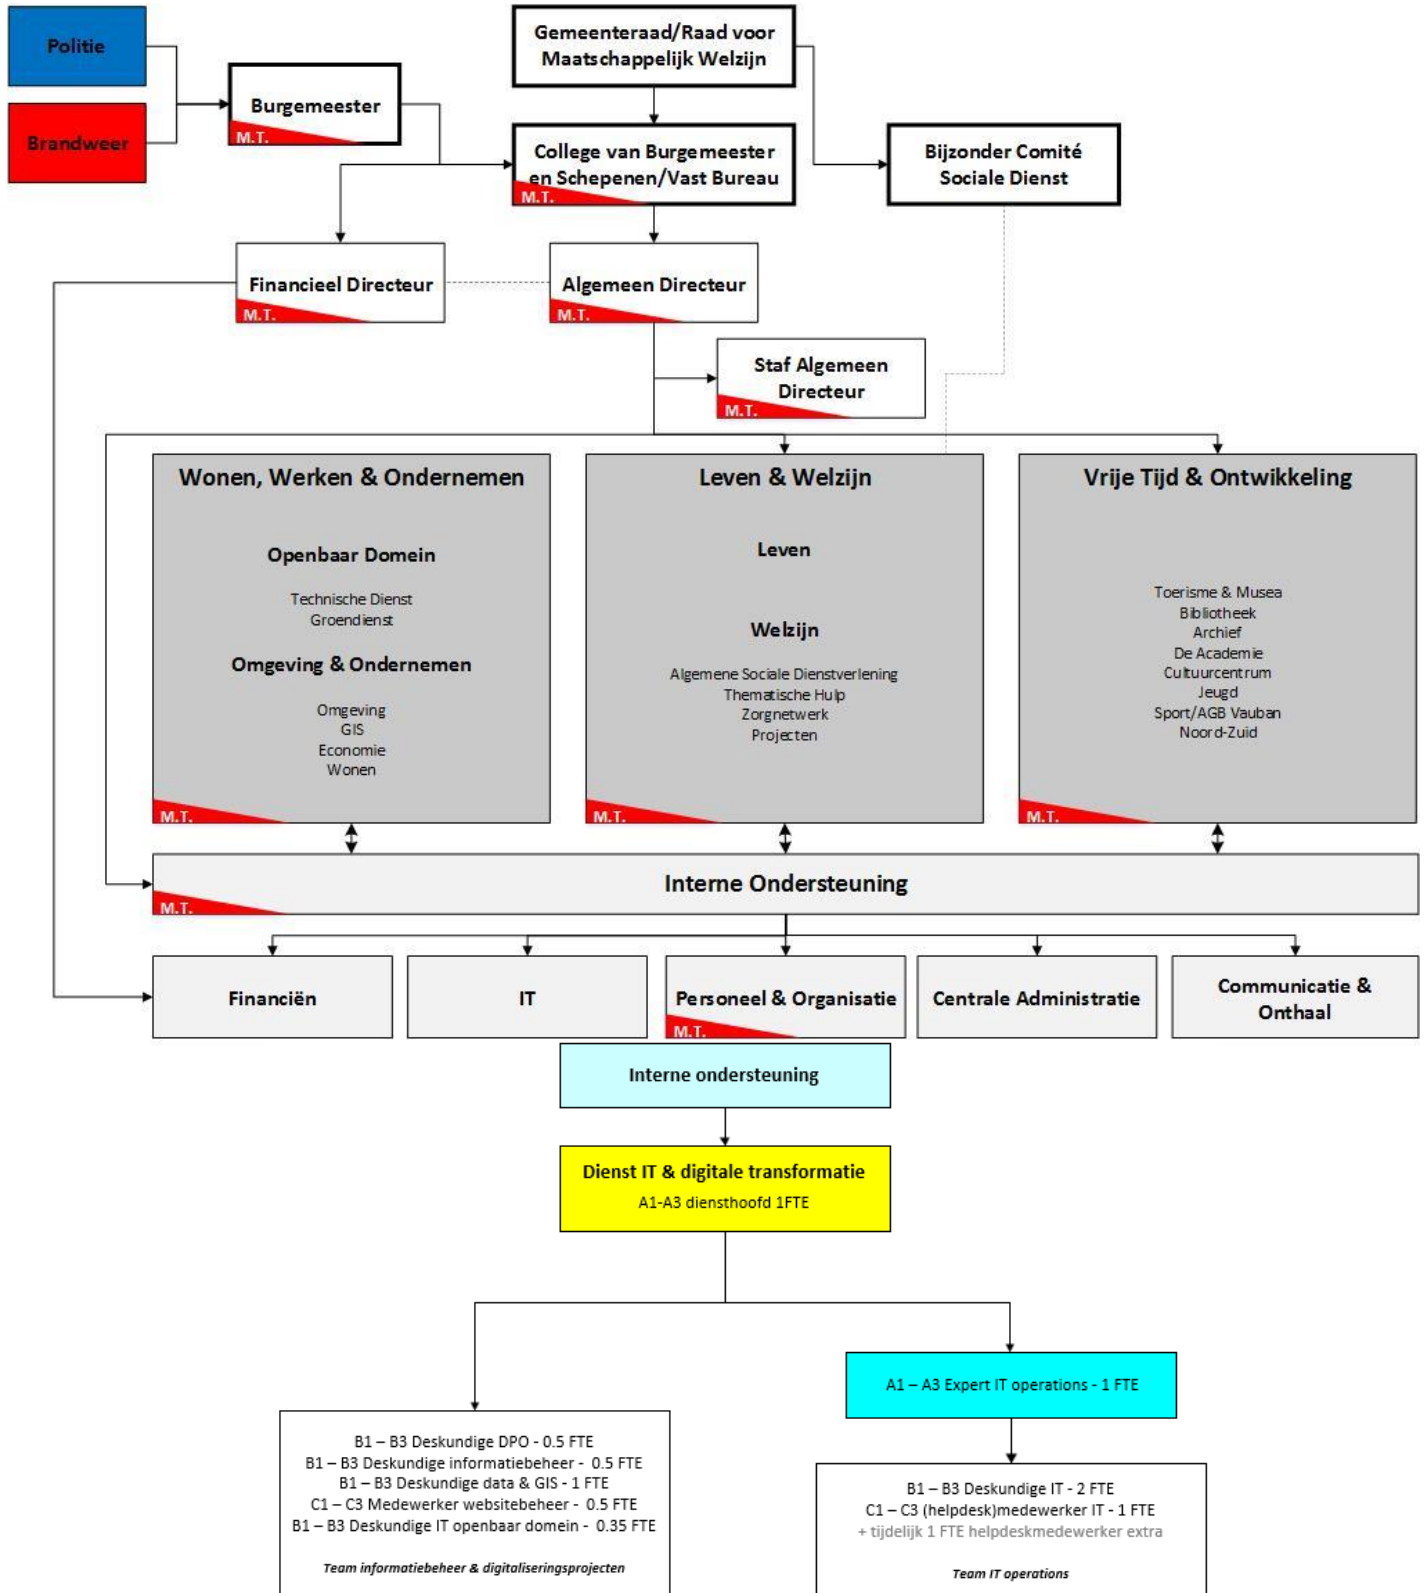 Politie
Brandweer
Burgemeester
M.T.
Gemeenteraad/Raad voor
Maatschappelijk Welzijn
College van Burgemeester
en Schepenen/Vast Bureau
M.T.
Bijzonder Comité
Sociale Dienst
Financieel Directeur
M.T.
Algemeen Directeur
M.T.
Staf Algemeen
Directeur
M.T.
Wonen, Werken & Ondernemen
Openbaar Domein
Technische Dienst
Groendienst
Omgeving & Ondernemen
Omgeving
GIS
Economie
Wonen
M.T.
Leven & Welzijn
Leven
Welzijn
Algemene Sociale Dienstverlening
Thematische Hulp
Zorgnetwerk
Projecten
M.T.
Vrije Tijd & Ontwikkeling
Toerisme & Musea
Bibliotheek
Archief
De Academie
Cultuurcentrum
Jeugd
Sport/AGB Vauban
Noord-Zuid
M.T.
Interne Ondersteuning
M.T.
Financiën
IT
Personeel & Organisatie
M.T.
Centrale Administratie
Communicatie &
Onthaal
Interne ondersteuning
Dienst IT & digitale transformatie
A1-A3 diensthoofd 1FTE
A1 – A3 Expert IT operations - 1 FTE
B1 – B3 Deskundige DPO - 0.5 FTE
B1 – B3 Deskundige informatiebeheer - 0.5 FTE
B1 – B3 Deskundige data & GIS - 1 FTE
C1 – C3 Medewerker websitebeheer - 0.5 FTE
B1 – B3 Deskundige IT openbaar domein - 0.35 FTE
Team informatiebeheer & digitaliseringsprojecten
B1 – B3 Deskundige IT - 2 FTE
C1 – C3 (helpdesk)medewerker IT - 1 FTE
+ tijdelijk 1 FTE helpdeskmedewerker extra
Team IT operations